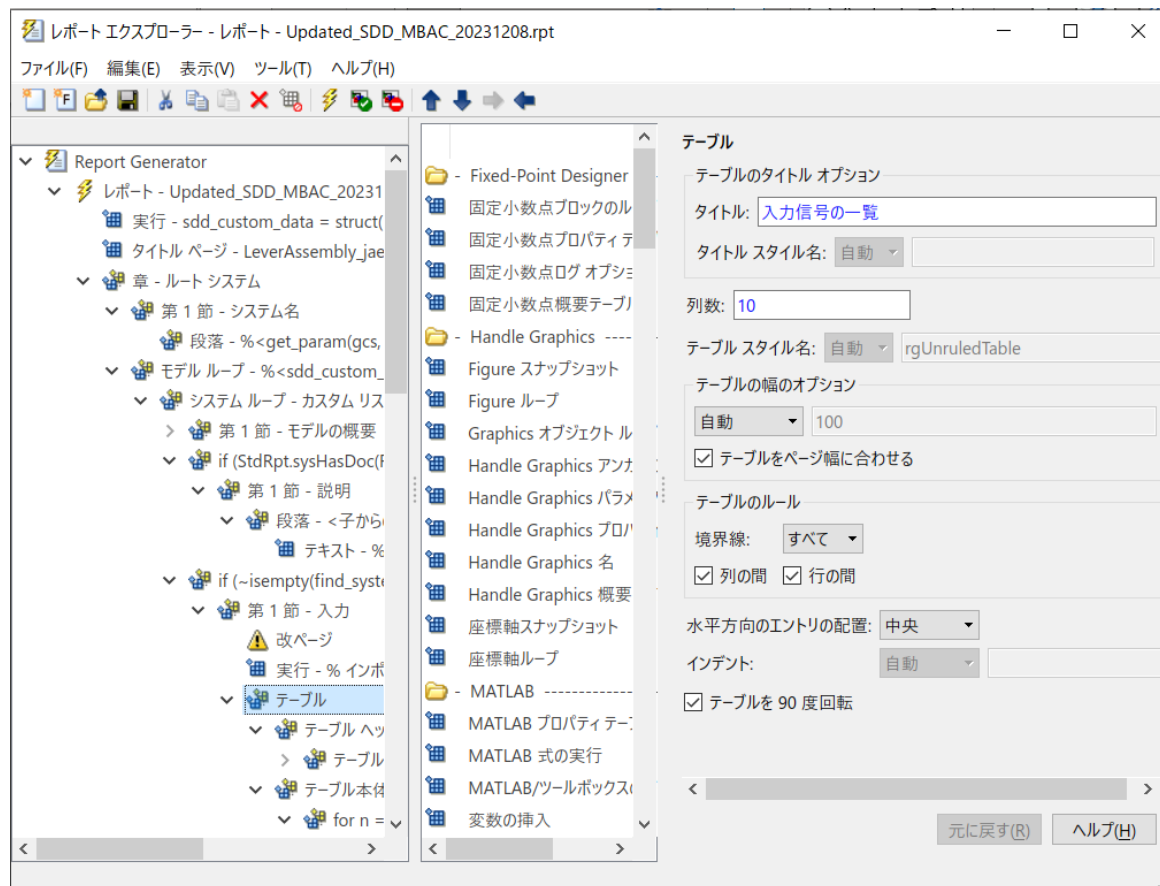 レポート エクスプローラー - レポート - Updated_SDD_MBAC_20231208.rpt
ファイル(F) 編集(E) 表示(V) ツール(T) ヘルプ(H)
Report Generator
レポート - Updated_SDD_MBAC_20231
実行 - sdd_custom_data = struct(
タイトル ページ - LeverAssembly_jae
章 - ルート システム
第 1 節 - システム名
段落 - %<get_param(gcs,
モデル ループ - %<sdd_custom_
システム ループ - カスタム リス
第 1 節 - モデルの概要
if (StdRpt.sysHasDoc(
第 1 節 - 説明
段落 - <子から
テキスト - %
if (~isempty(find_syste
第 1 節 - 入力
改ページ
実行 - % インポ
テーブル
テーブル ヘッ
テーブル
テーブル本体
for n =
- Fixed-Point Designer
固定小数点ブロックのル
固定小数点プロパティ テ
固定小数点ログ オプショ
固定小数点概要テーブル
- Handle Graphics ----
Figure スナップショット
Figure ループ
Graphics オブジェクト ル
Handle Graphics アンカ
Handle Graphics パラメ
Handle Graphics プロパ
Handle Graphics 名
Handle Graphics 概要
座標軸スナップショット
座標軸ループ
- MATLAB --------------
MATLAB プロパティ テーブ
MATLAB 式の実行
MATLAB/ツールボックスの
変数の挿入
テーブル
テーブルのタイトル オプション
タイトル: 入力信号の一覧
タイトル スタイル名: 自動
列数: 10
テーブル スタイル名: 自動 rgUnruledTable
テーブルの幅のオプション
自動 100
テーブルをページ幅に合わせる
テーブルのルール
境界線: すべて
列の間 行の間
水平方向のエントリの配置: 中央
インデント: 自動
テーブルを 90 度回転
元に戻す(R) ヘルプ(H)